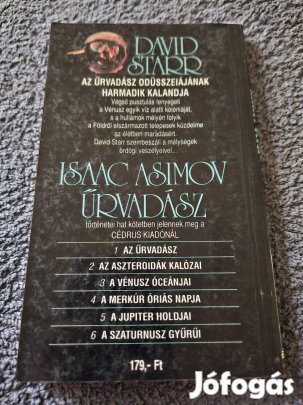 DAVID
STARR
AZ ŰRVADÁSZ ODÜSSZEIÁJÁNAK
HARMADIK KALANDJA
Végső pusztulás fenyegeti
a Vénusz egyik víz alatti kolóniáját,
s a hullámok mélyén folyik
a Földről elszármazott telepesek küzdelme
az életben maradásért.
David Starr szembeszáll a mélységek
ördögi veszélyeivel...
ISAAC ASIMOV
ŰRVADÁSZ
történetei hat kötetben jelennek meg a
CÉDRUS KIADÓNÁL
1 AZ ŰRVADÁSZ
2 AZ ASZTEROIDÁK KALÓZAI
3 A VÉNUSZ ÓCEÁNJAI
4 A MERKÚR ÓRIÁS NAPJA
5 A JUPITER HOLDJAI
6 A SZATURNUSZ GYŰRŰI
179,- Ft
Jófogás